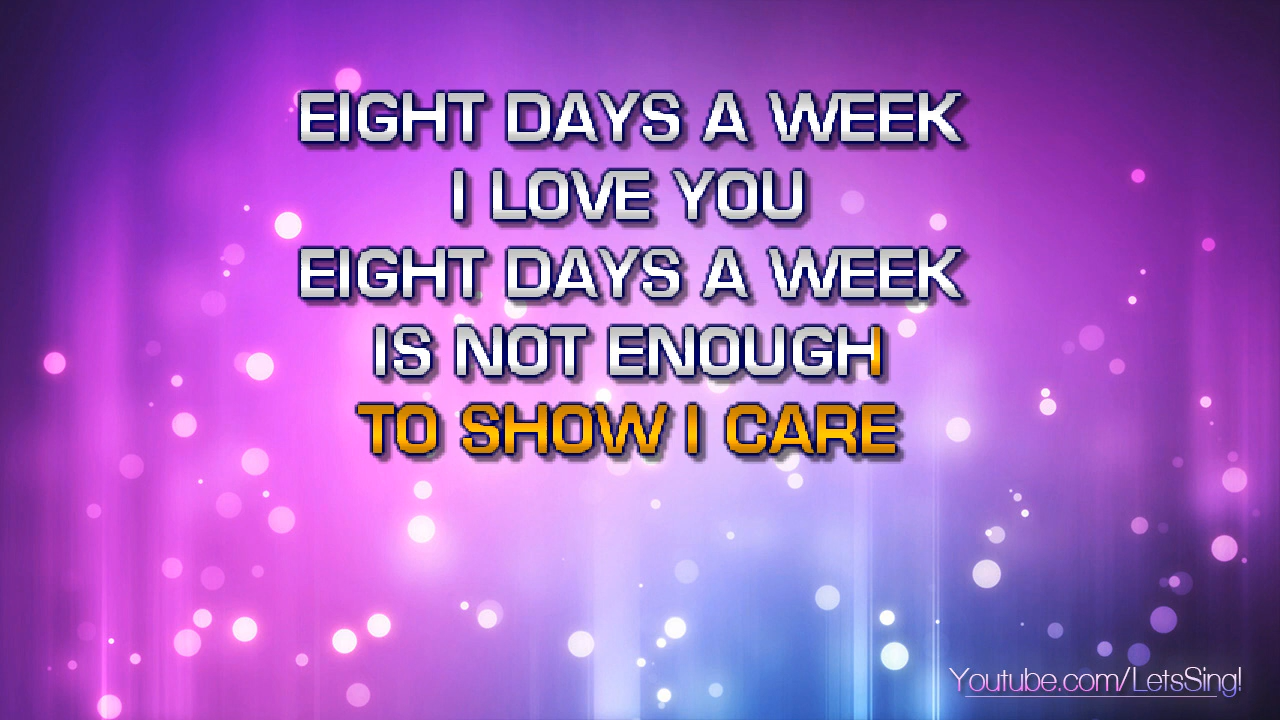 EIGHT DAYS A WEEK
I LOVE YOU
EIGHT DAYS A WEEK
IS NOT ENOUGH
TO SHOW I CARE
Youtube.com/LetsSing!